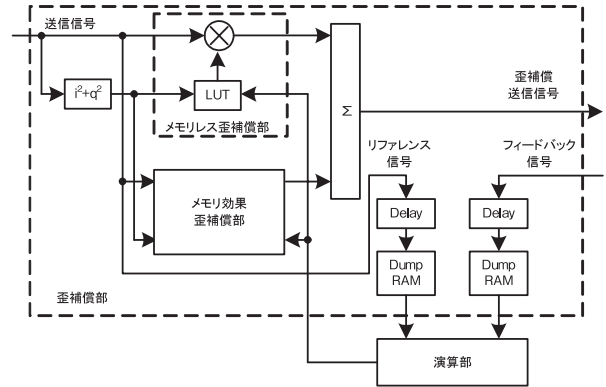 送信信号
i²+q²
LUT
メモリレス歪補償部
Σ
歪補償
送信信号
リファレンス
信号
フィードバック
信号
メモリ効果
歪補償部
Delay
Delay
Dump
RAM
Dump
RAM
歪補償部
演算部